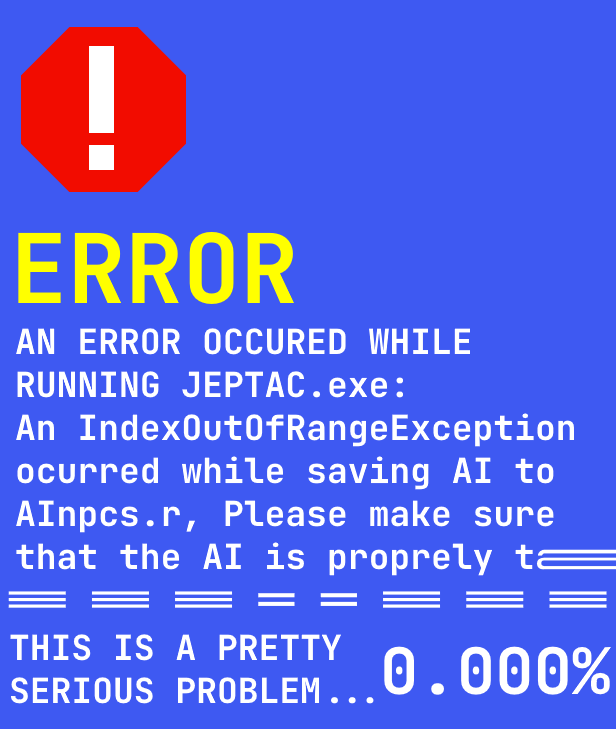 !
ERROR
AN ERROR OCCURED WHILE
RUNNING JEPTAC.exe:
An IndexOutOfRangeException
ocurred while saving AI to
AInpcs.r, Please make sure
that the AI is proprely
THIS IS A PRETTY
SERIOUS PROBLEM...
0.000%